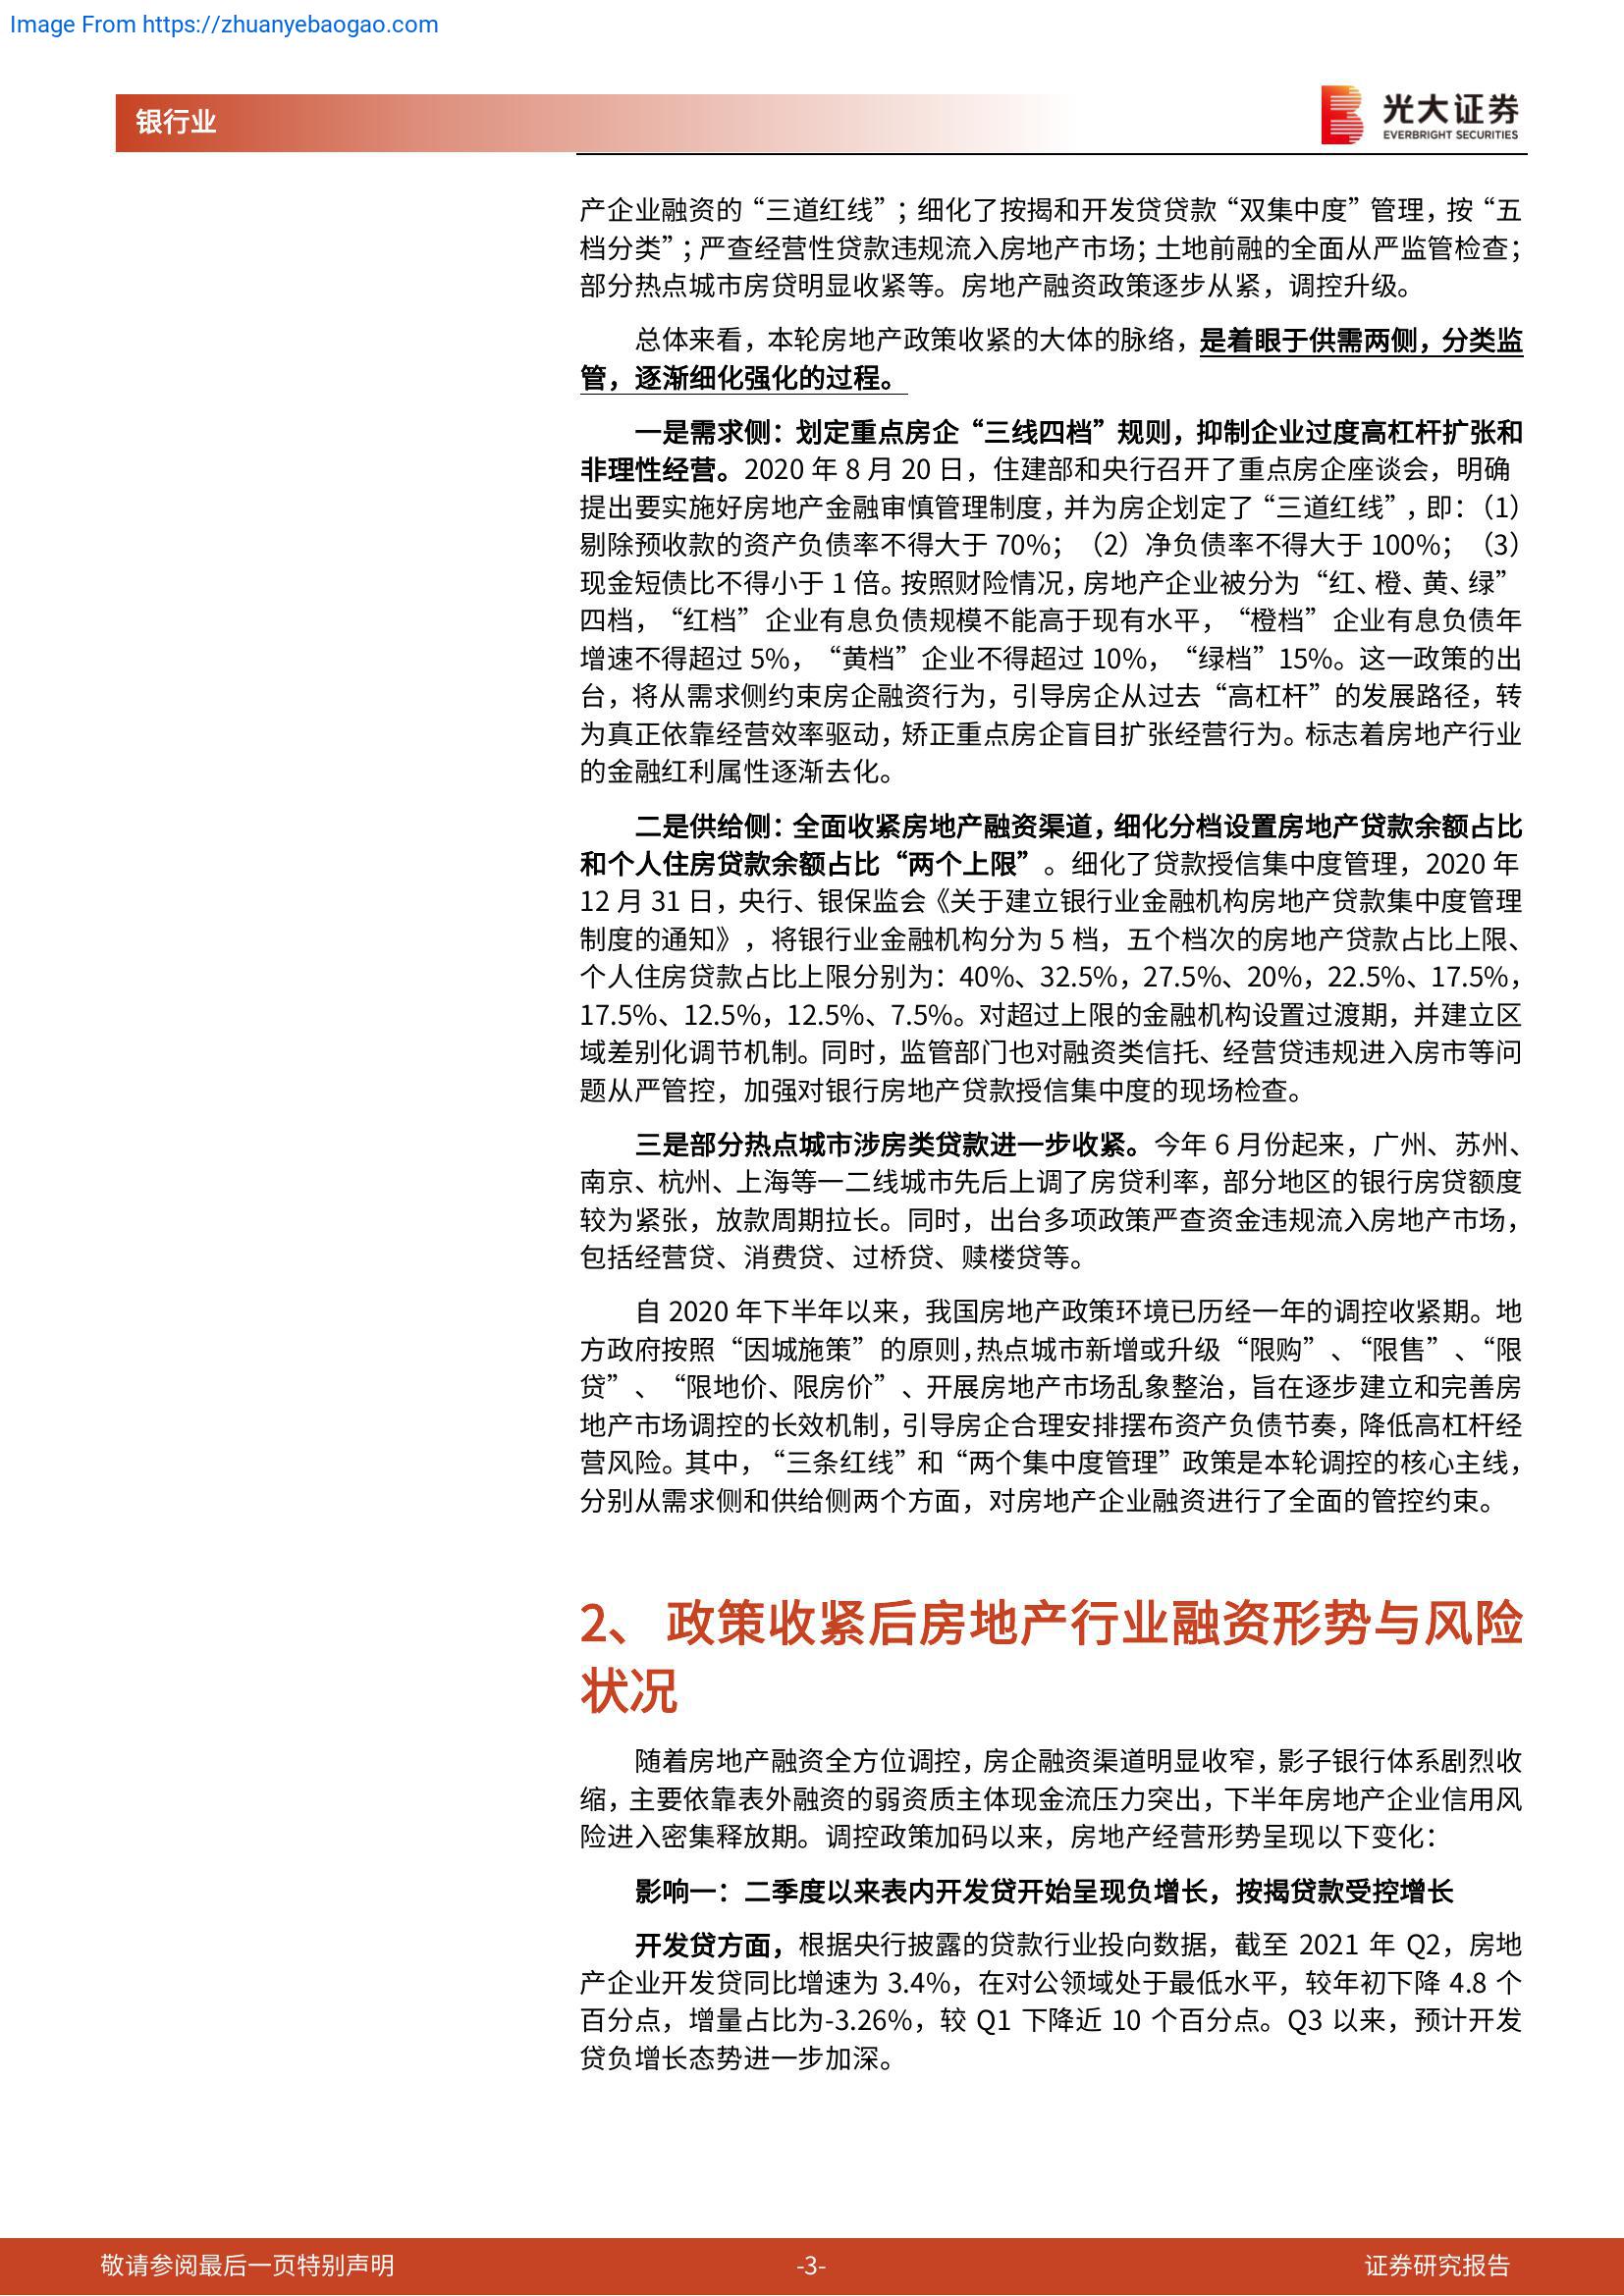 Image From https://zhuanyebaogao.com
银行业
光大证券
EVERBRIGHT SECURITIES
产企业融资的“三道红线”；细化了按揭和开发贷贷款“双集中度”管理，按“五
档分类”；严查经营性贷款违规流入房地产市场；土地前融的全面从严监管检查；
部分热点城市房贷明显收紧等。房地产融资政策逐步从紧，调控升级。
总体来看，本轮房地产政策收紧的大体的脉络，是着眼于供需两侧，分类监
管，逐渐细化强化的过程。
一是需求侧：划定重点房企“三线四档”规则，抑制企业过度高杠杆扩张和
非理性经营。2020 年 8 月 20 日，住建部和央行召开了重点房企座谈会，明确
提出要实施好房地产金融审慎管理制度，并为房企划定了“三道红线”，即：（1）
剔除预收款的资产负债率不得大于 70%；（2）净负债率不得大于 100%；（3）
现金短债比不得小于 1 倍。按照财险情况，房地产企业被分为“红、橙、黄、绿”
四档，“红档”企业有息负债规模不能高于现有水平，“橙档”企业有息负债年
增速不得超过 5%，“黄档”企业不得超过 10%，“绿档”15%。这一政策的出
台，将从需求侧约束房企融资行为，引导房企从过去“高杠杆”的发展路径，转
为真正依靠经营效率驱动，矫正重点房企盲目扩张经营行为。标志着房地产行业
的金融红利属性逐渐去化。
二是供给侧：全面收紧房地产融资渠道，细化分档设置房地产贷款余额占比
和个人住房贷款余额占比“两个上限”。细化了贷款授信集中度管理，2020 年
12 月 31 日，央行、银保监会《关于建立银行业金融机构房地产贷款集中度管理
制度的通知》，将银行业金融机构分为 5 档，五个档次的房地产贷款占比上限、
个人住房贷款占比上限分别为：40%、32.5%，27.5%、20%，22.5%、17.5%，
17.5%、12.5%，12.5%、7.5%。对超过上限的金融机构设置过渡期，并建立区
域差别化调节机制。同时，监管部门也对融资类信托、经营贷违规进入房市等问
题从严管控，加强对银行房地产贷款授信集中度的现场检查。
三是部分热点城市涉房类贷款进一步收紧。今年 6 月份起来，广州、苏州、
南京、杭州、上海等一二线城市先后上调了房贷利率，部分地区的银行房贷额度
较为紧张，放款周期拉长。同时，出台多项政策严查资金违规流入房地产市场，
包括经营贷、消费贷、过桥贷、赎楼贷等。
自 2020 年下半年以来，我国房地产政策环境已历经一年的调控收紧期。地
方政府按照“因城施策”的原则，热点城市新增或升级“限购”、“限售”、“限
贷”、“限地价、限房价”、开展房地产市场乱象整治，旨在逐步建立和完善房
地产市场调控的长效机制，引导房企合理安排摆布资产负债节奏，降低高杠杆经
营风险。其中，“三条红线”和“两个集中度管理”政策是本轮调控的核心主线，
分别从需求侧和供给侧两个方面，对房地产企业融资进行了全面的管控约束。
2、 政策收紧后房地产行业融资形势与风险
状况
随着房地产融资全方位调控，房企融资渠道明显收窄，影子银行体系剧烈收
缩，主要依靠表外融资的弱资质主体现金流压力突出，下半年房地产企业信用风
险进入密集释放期。调控政策加码以来，房地产经营形势呈现以下变化：
影响一：二季度以来表内开发贷开始呈现负增长，按揭贷款受控增长
开发贷方面，根据央行披露的贷款行业投向数据，截至 2021 年 Q2，房地
产企业开发贷同比增速为 3.4%，在对公领域处于最低水平，较年初下降 4.8 个
百分点，增量占比为-3.26%，较 Q1 下降近 10 个百分点。Q3 以来，预计开发
贷负增长态势进一步加深。
敬请参阅最后一页特别声明
-3-
证券研究报告